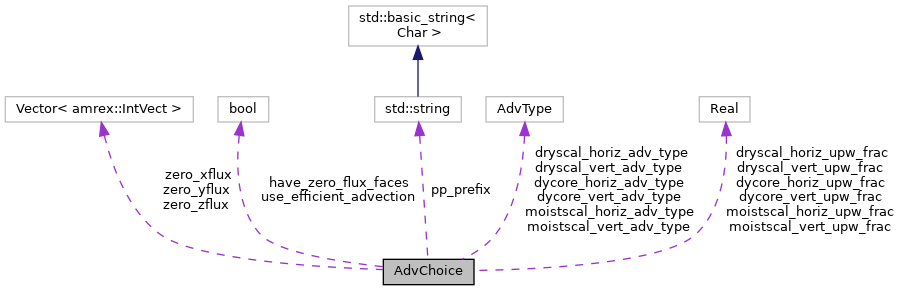 std::basic_string<
Char >
Vector< amrex::IntVect >
bool
std::string
AdvType
Real
zero_xflux
zero_yflux
zero_zflux
have_zero_flux_faces
use_efficient_advection
pp_prefix
dryscal_horiz_adv_type
dryscal_vert_adv_type
dycore_horiz_adv_type
dycore_vert_adv_type
moistscal_horiz_adv_type
moistscal_vert_adv_type
dryscal_horiz_upw_frac
dryscal_vert_upw_frac
dycore_horiz_upw_frac
dycore_vert_upw_frac
moistscal_horiz_upw_frac
moistscal_vert_upw_frac
AdvChoice